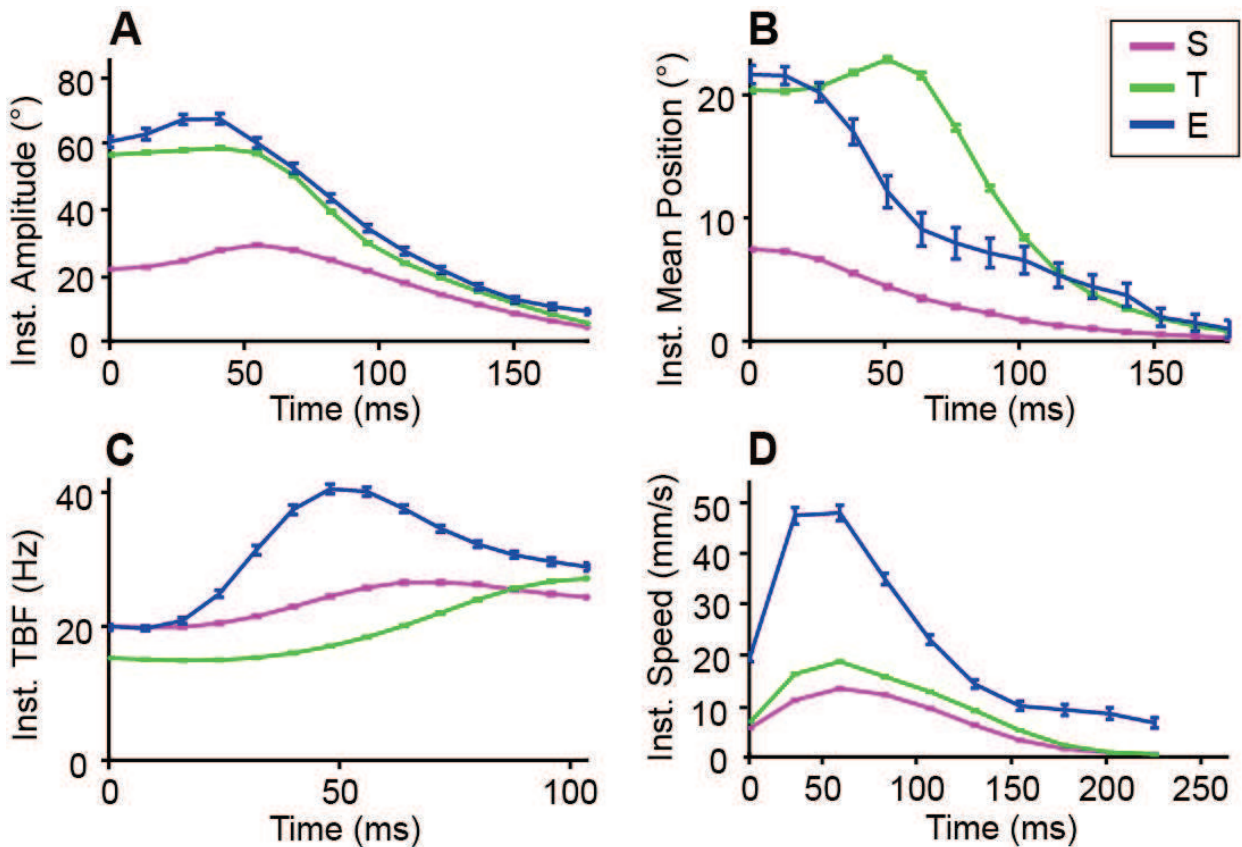 A
Inst. Amplitude (°)
80
60
40
20
0
0 50 100 150
Time (ms)
B
Inst. Mean Position (°)
20
10
0
0 50 100 150
Time (ms)
S
T
E
C
Inst. TBF (Hz)
40
20
0
0 50 100
Time (ms)
D
Inst. Speed (mm/s)
50
40
30
20
10
0
0 50 100 150 200 250
Time (ms)